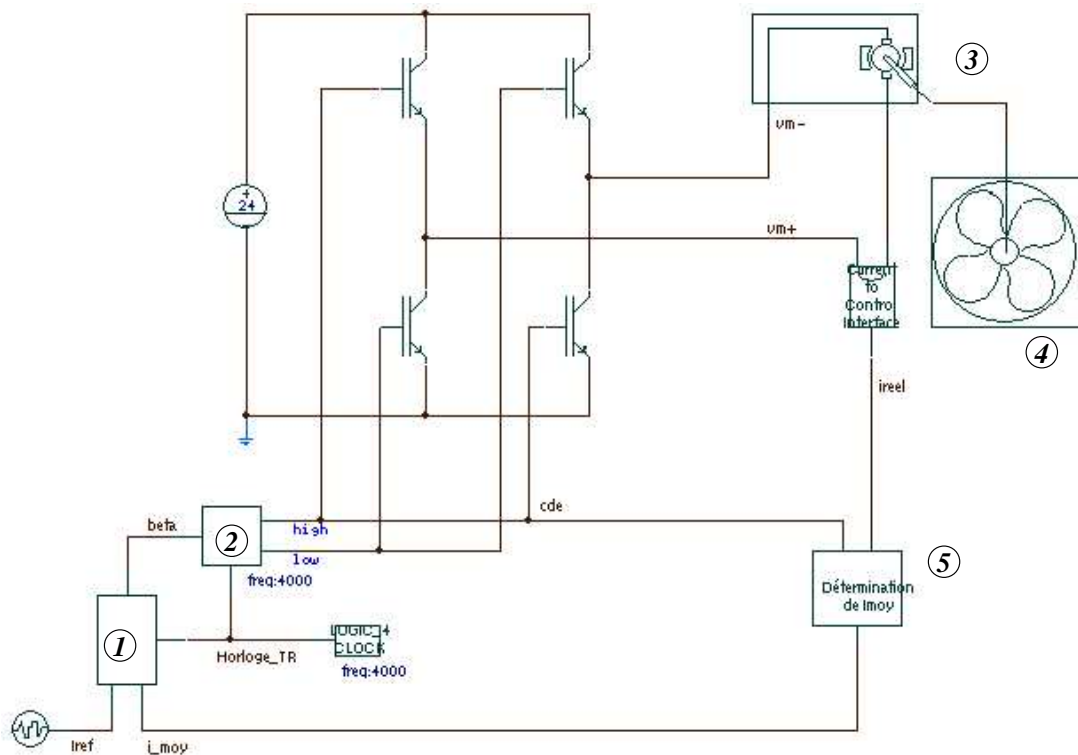 3
vm-
+
24
vm+
Current
to
Control
Interface
4
ireel
cde
beta
2
high
low
freq:4000
5
Détermination
de Imoy
1
LOGIC_4
CLOCK
Horloge_TR
freq:4000
Iref
i_moy